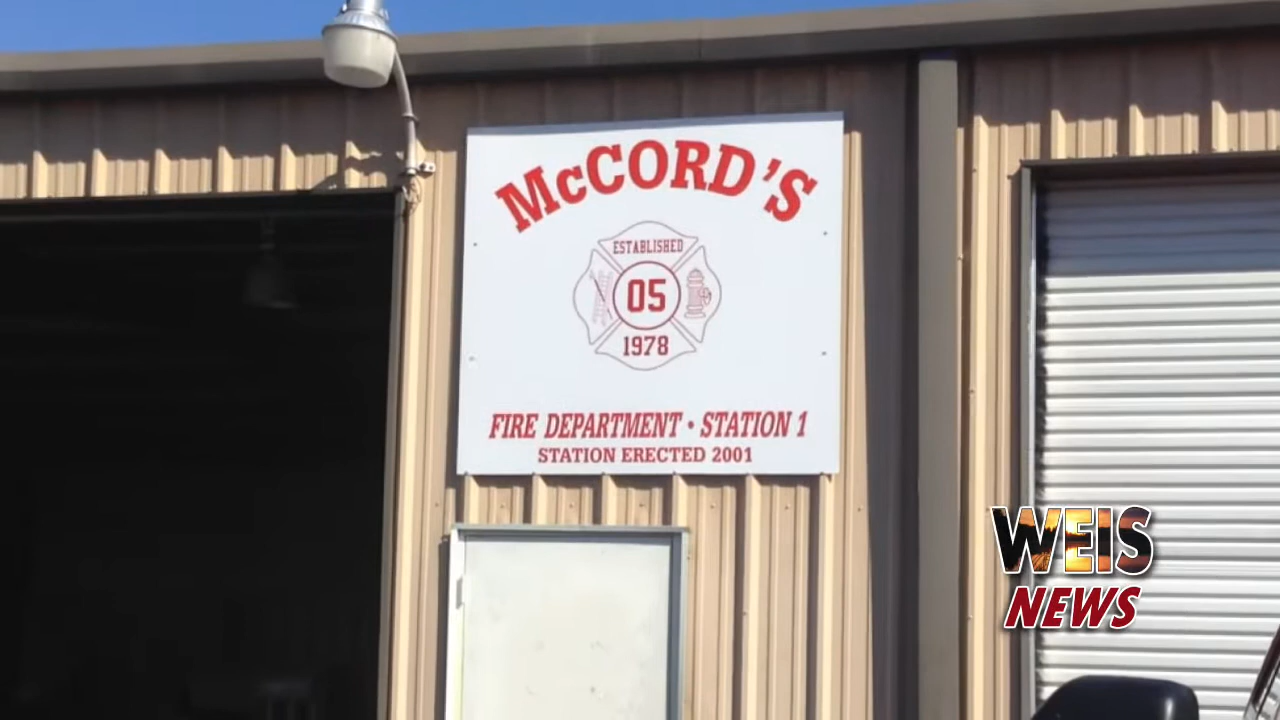 McCORD'S
ESTABLISHED
05
1978
FIRE DEPARTMENT • STATION 1
STATION ERECTED 2001
WEIS
NEWS